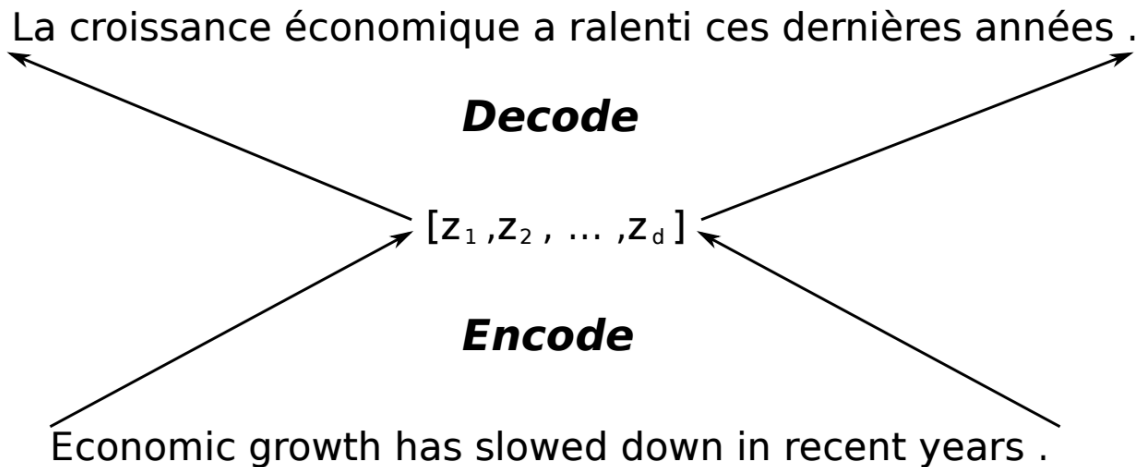 La croissance économique a ralenti ces dernières années .
Decode
[z₁ ,z₂ , ... ,z_d ]
Encode
Economic growth has slowed down in recent years .